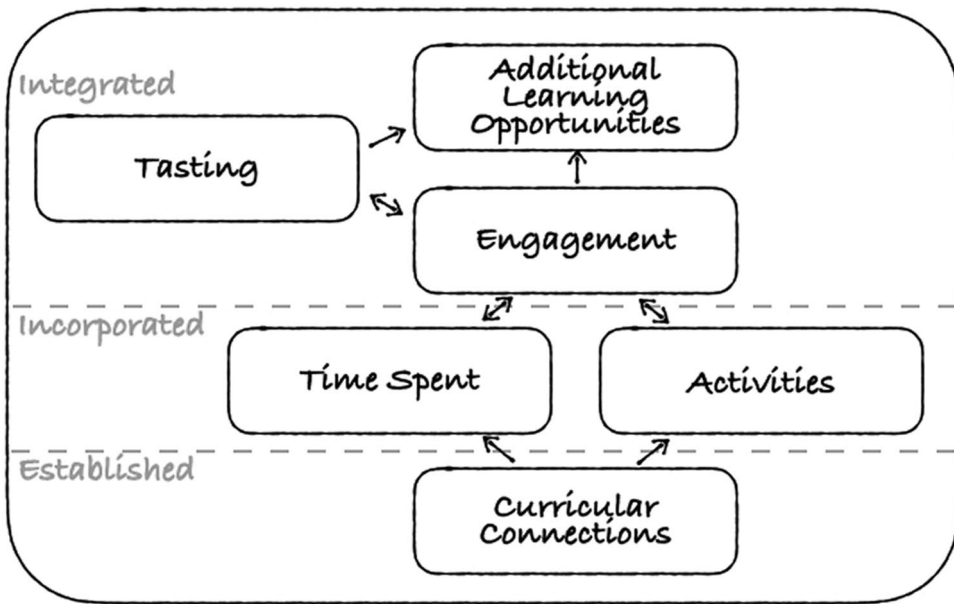 Integrated
Additional
Learning
Opportunities
Tasting
Engagement
Incorporated
Time Spent
Activities
Established
Curricular
Connections